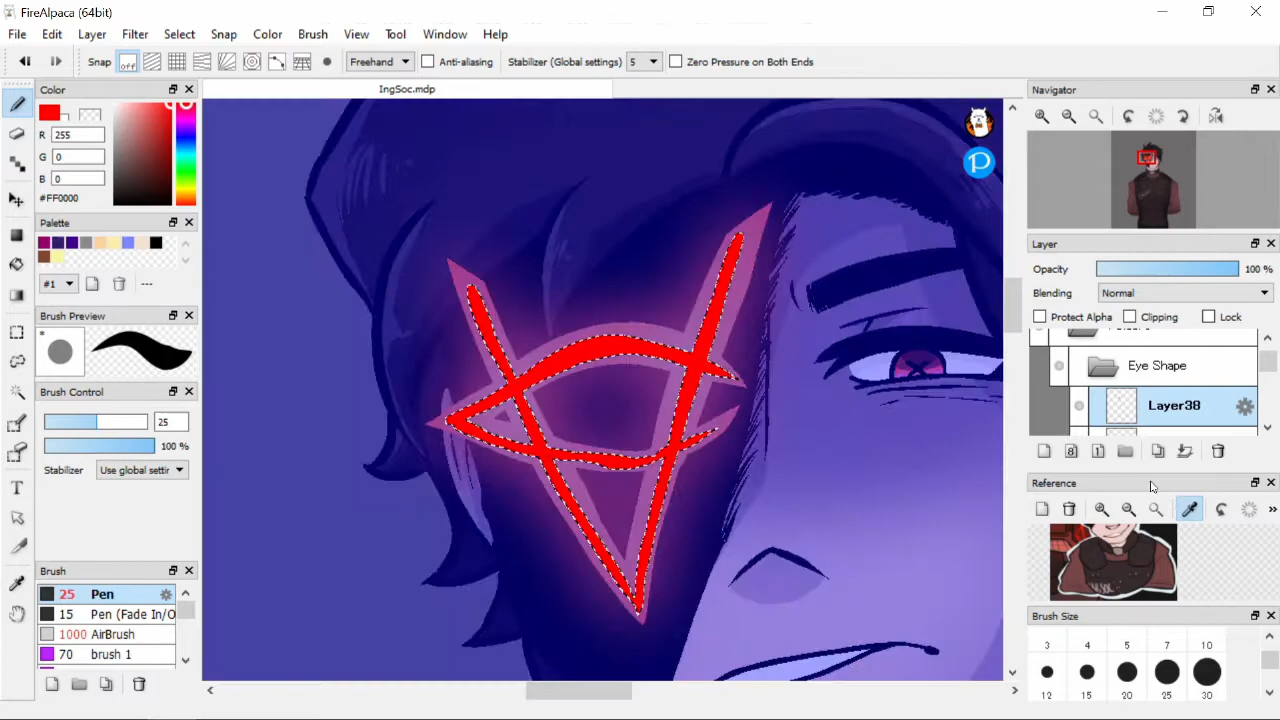 FireAlpaca (64bit)
File Edit Layer Filter Select Snap Color Brush View Tool Window Help
Snap off Freehand Anti-aliasing Stabilizer (Global settings) 5 Zero Pressure on Both Ends
Color
R 255
G 0
B 0
#FF0000
Palette
#1 ---
Brush Preview
*
Brush Control
25
100 %
Stabilizer Use global settir
Brush
25 Pen
15 Pen (Fade In/O
1000 AirBrush
70 brush 1
IngSoc.mdp
Navigator
Layer
Opacity 100 %
Blending Normal
Protect Alpha Clipping Lock
Eye Shape
Layer38
8 1
Reference
»
Brush Size
3 4 5 7 10
12 15 20 25 30